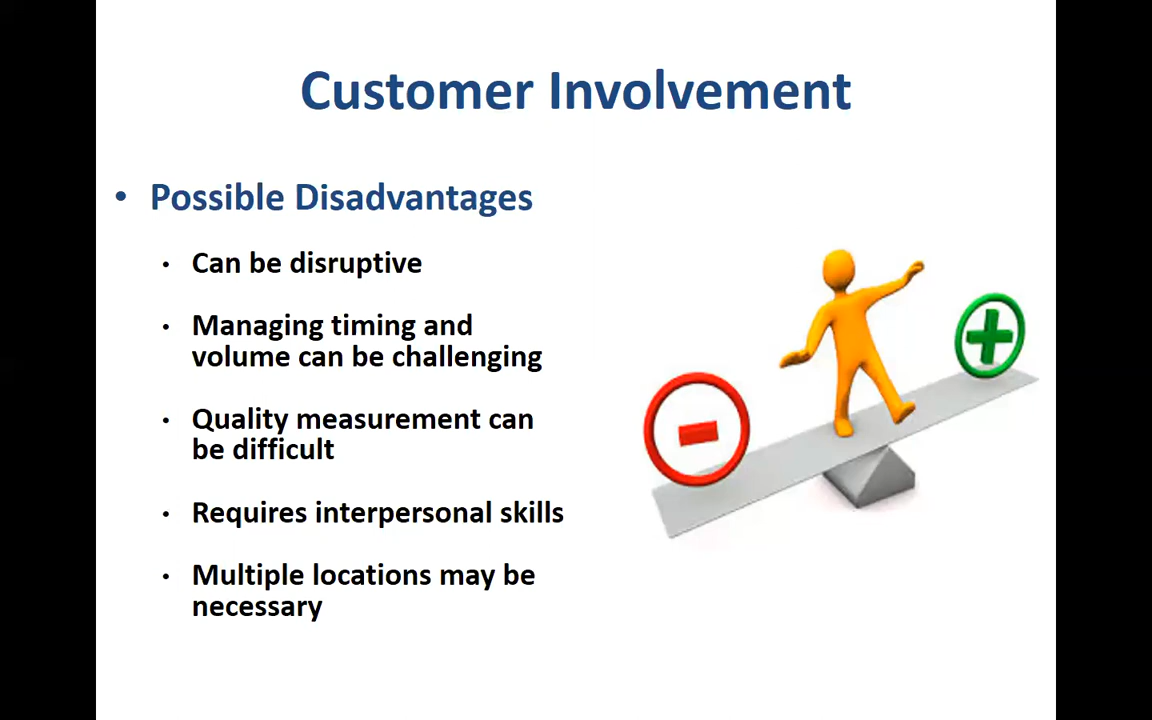 Customer Involvement
• Possible Disadvantages
• Can be disruptive
• Managing timing and
volume can be challenging
• Quality measurement can
be difficult
• Requires interpersonal skills
• Multiple locations may be
necessary